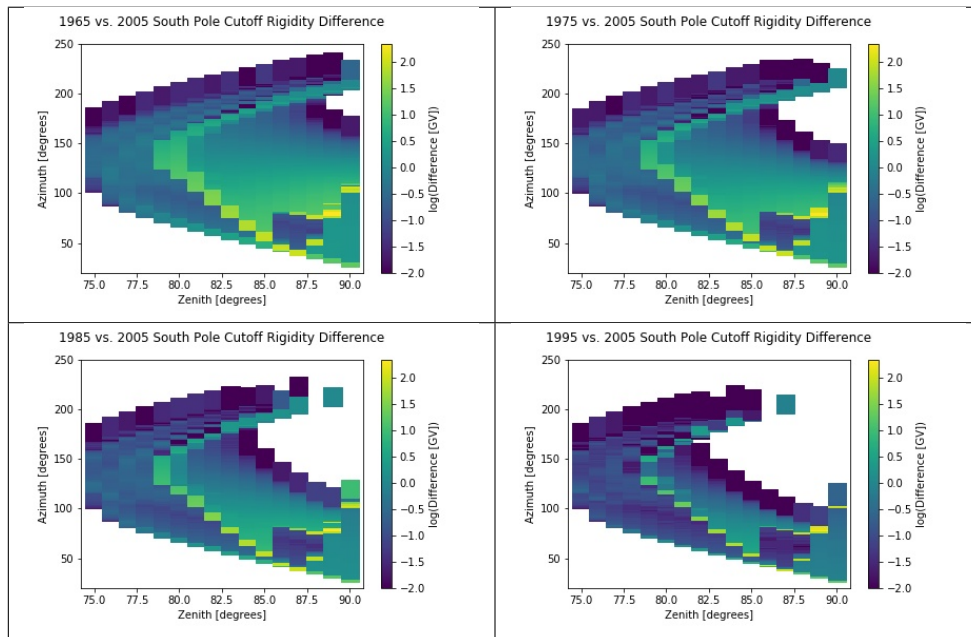 1965 vs. 2005 South Pole Cutoff Rigidity Difference
250
200
150
100
50
Azimuth [degrees]
75.0 77.5 80.0 82.5 85.0 87.5 90.0
Zenith [degrees]
2.0
1.5
1.0
0.5
0.0
−0.5
−1.0
−1.5
−2.0
log(Difference [GV])
1975 vs. 2005 South Pole Cutoff Rigidity Difference
250
200
150
100
50
Azimuth [degrees]
75.0 77.5 80.0 82.5 85.0 87.5 90.0
Zenith [degrees]
2.0
1.5
1.0
0.5
0.0
−0.5
−1.0
−1.5
−2.0
log(Difference [GV])
1985 vs. 2005 South Pole Cutoff Rigidity Difference
250
200
150
100
50
Azimuth [degrees]
75.0 77.5 80.0 82.5 85.0 87.5 90.0
Zenith [degrees]
2.0
1.5
1.0
0.5
0.0
−0.5
−1.0
−1.5
−2.0
log(Difference [GV])
1995 vs. 2005 South Pole Cutoff Rigidity Difference
250
200
150
100
50
Azimuth [degrees]
75.0 77.5 80.0 82.5 85.0 87.5 90.0
Zenith [degrees]
2.0
1.5
1.0
0.5
0.0
−0.5
−1.0
−1.5
−2.0
log(Difference [GV])